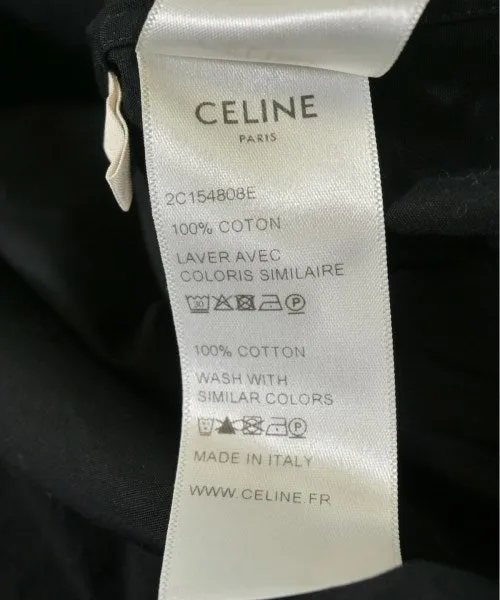 CELINE
PARIS
2C154808E
100% COTON
LAVER AVEC
COLORIS SIMILAIRE
30 P
100% COTTON
WASH WITH
SIMILAR COLORS
P
MADE IN ITALY
WWW.CELINE.FR